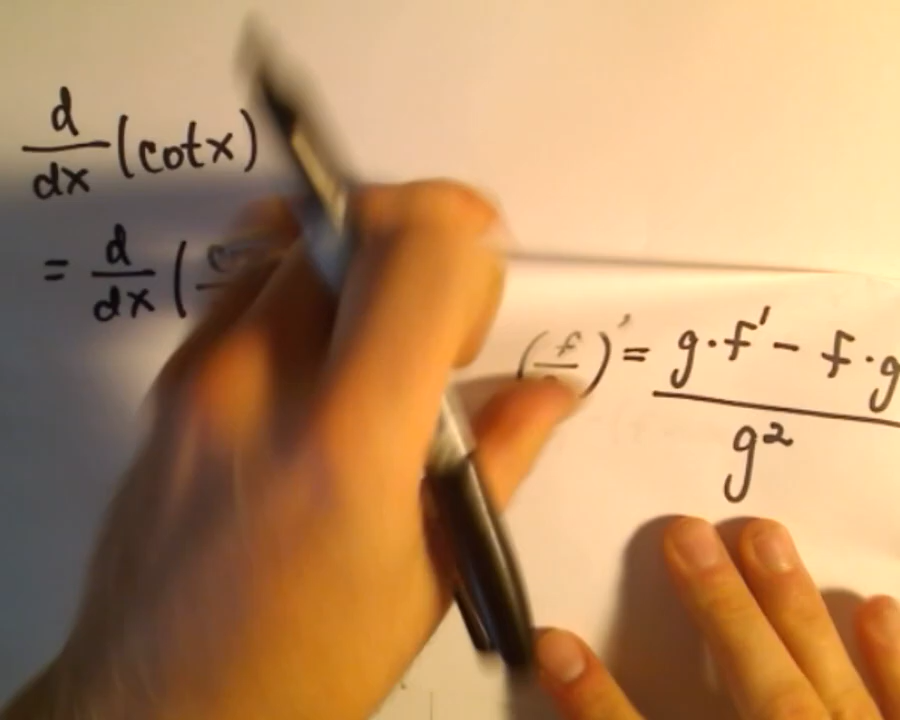 d/dx (cotx)
= d/dx (
(f/ )' = g·f' - f·g
g²